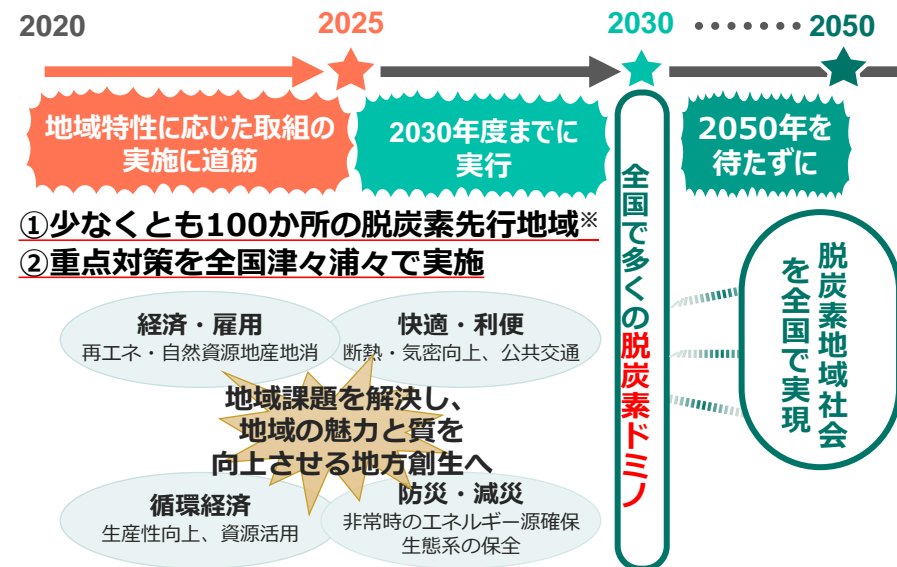 2020
2025
2030
2050
地域特性に応じた取組の
実施に道筋
2030年度までに
実行
2050年を
待たずに
①少なくとも100か所の脱炭素先行地域※
②重点対策を全国津々浦々で実施
経済・雇用
再エネ・自然資源地産地消
快適・利便
断熱・気密向上、公共交通
地域課題を解決し、
地域の魅力と質を
向上させる地方創生へ
循環経済
生産性向上、資源活用
防災・減災
非常時のエネルギー源確保
生態系の保全
全国で多くの脱炭素ドミノ
脱炭素地域社会
を全国で実現